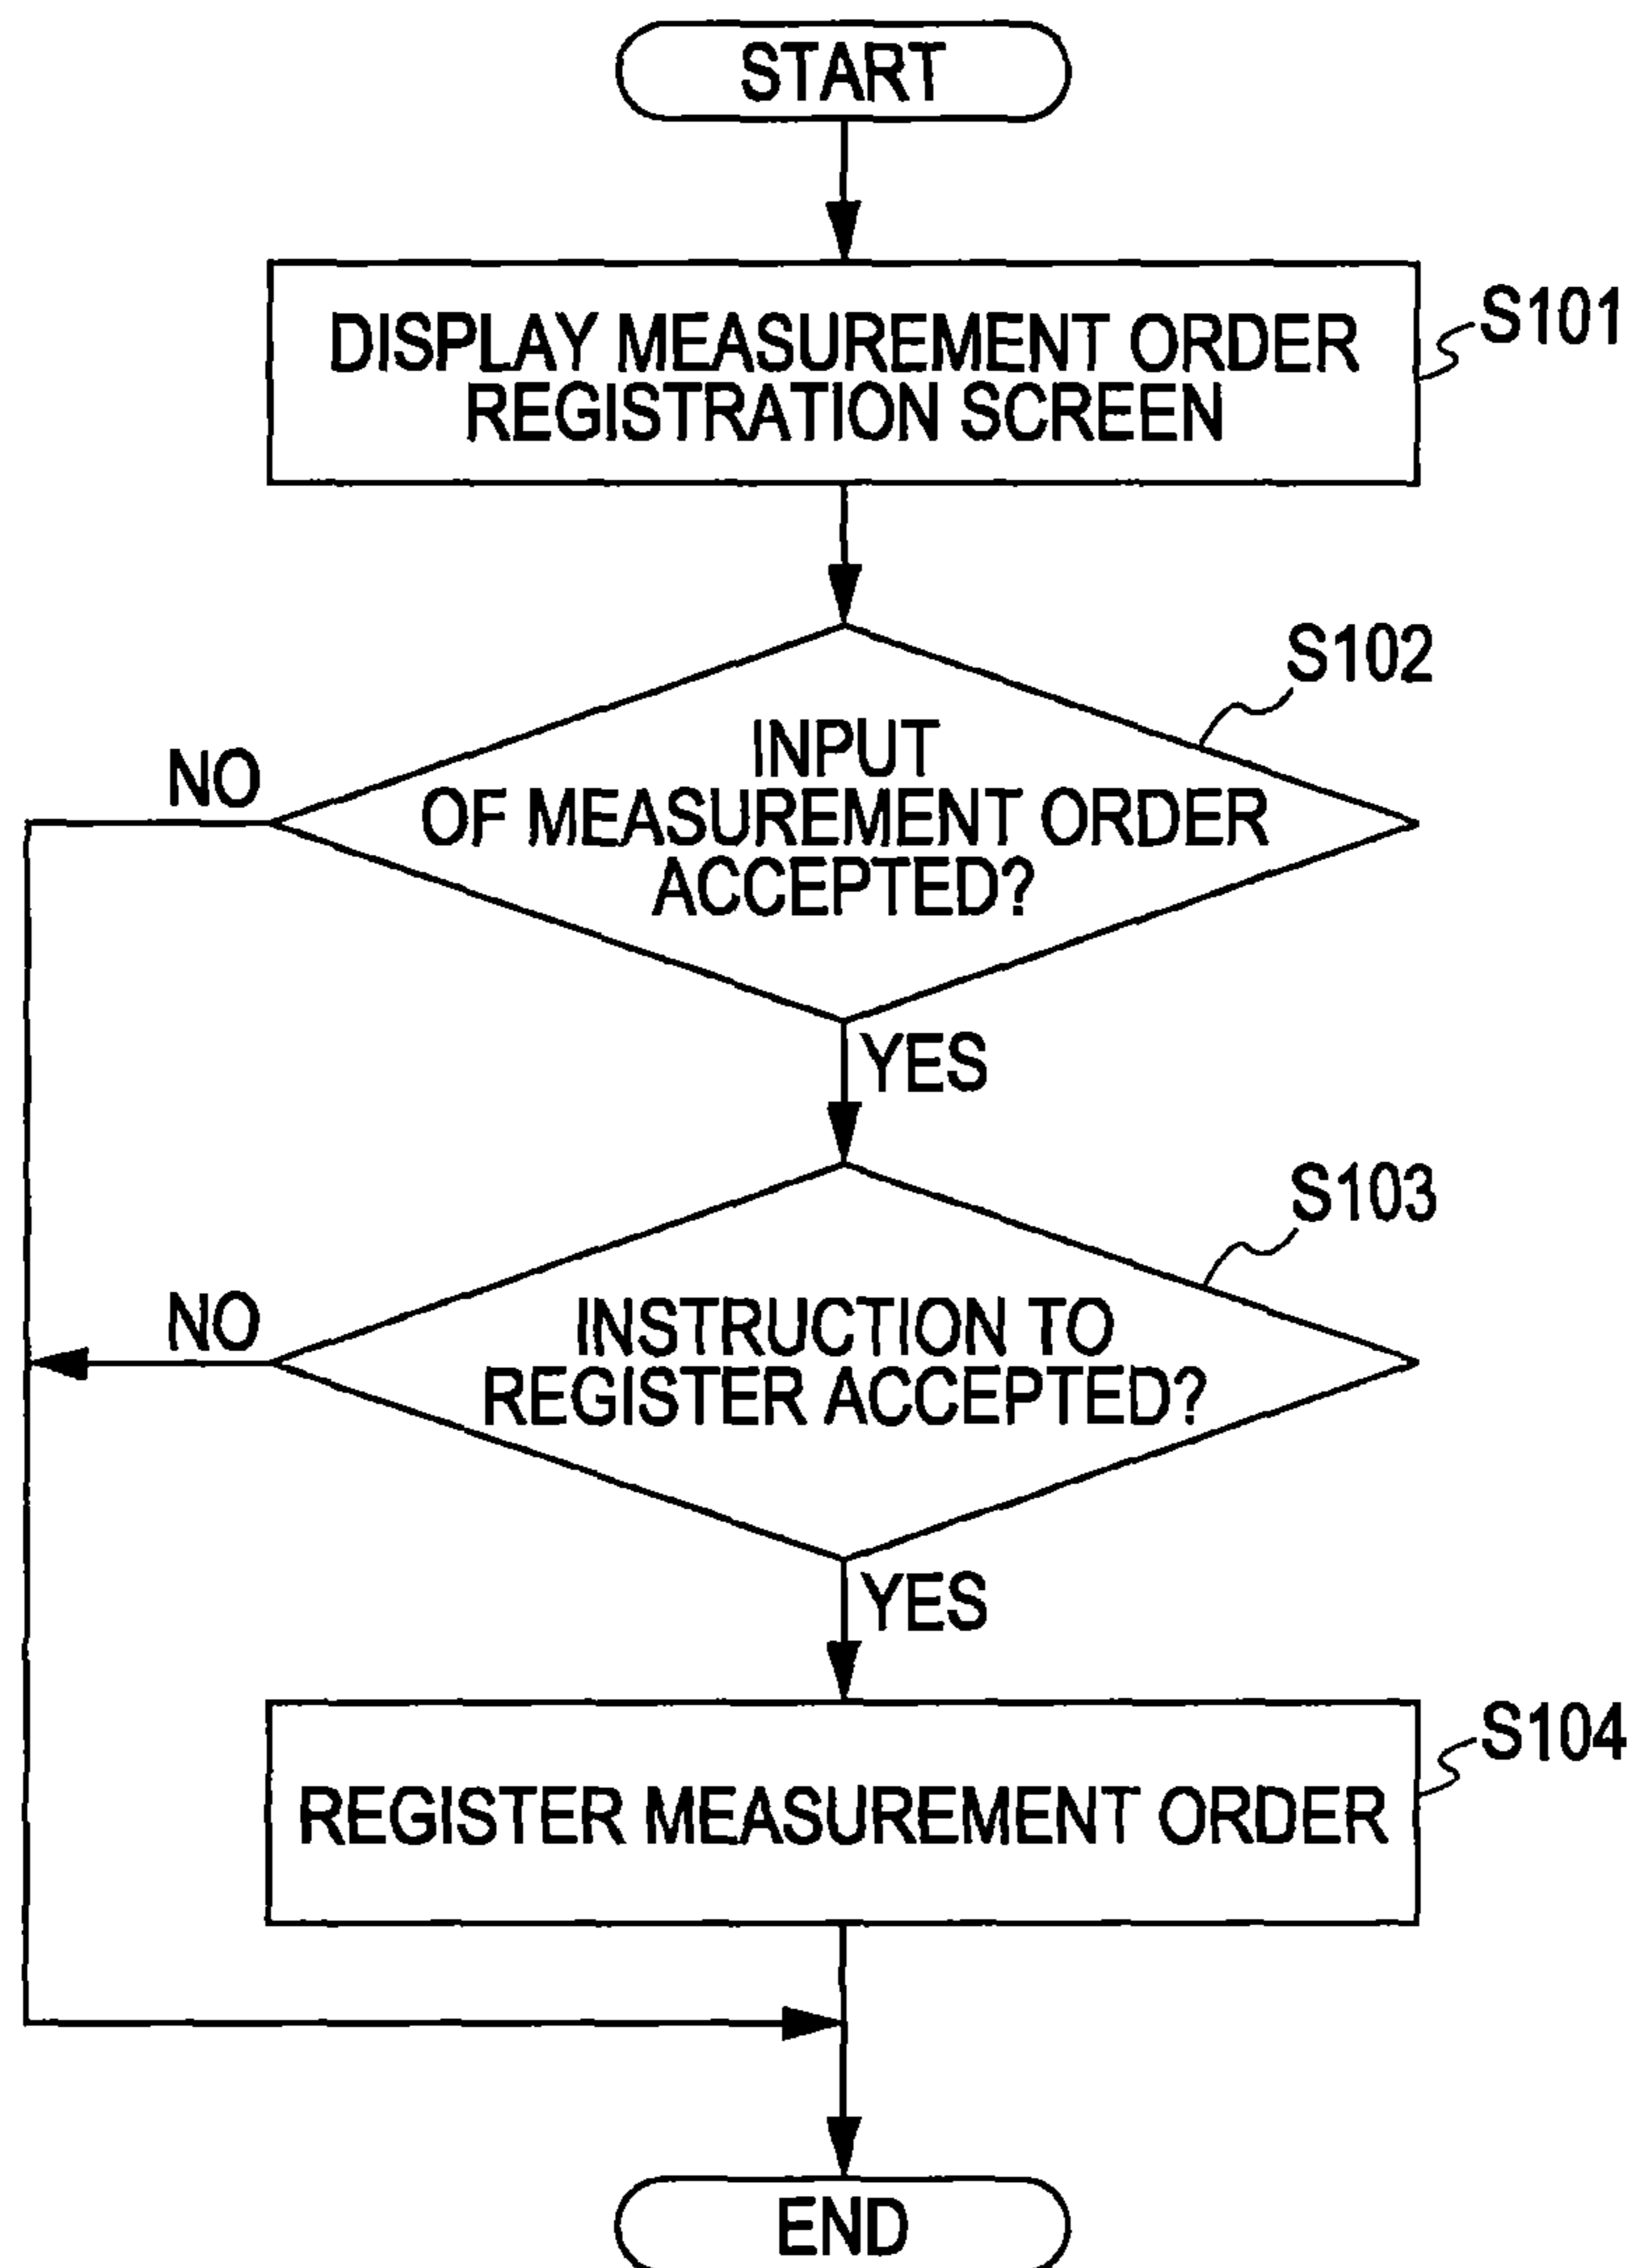 START
DISPLAY MEASUREMENT ORDER
REGISTRATION SCREEN
S101
S102
INPUT
OF MEASUREMENT ORDER
ACCEPTED?
NO
YES
S103
INSTRUCTION TO
REGISTER ACCEPTED?
NO
YES
S104
REGISTER MEASUREMENT ORDER
END